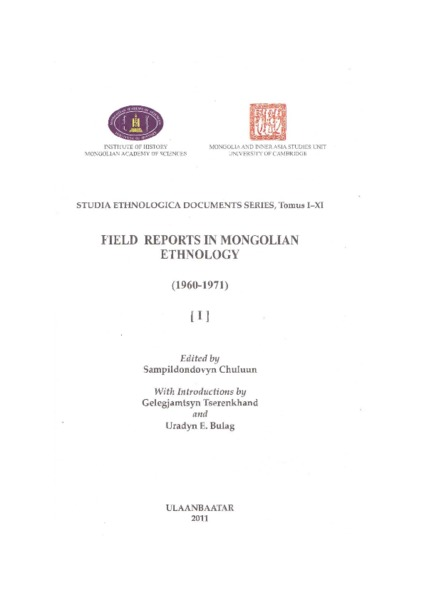 INSTITUTE OF HISTORY
MONGOLIAN ACADEMY OF SCIENCES
MONGOLIA AND INNER ASIA STUDIES UNIT
UNIVERSITY OF CAMBRIDGE
STUDIA ETHNOLOGICA DOCUMENTS SERIES, Tomus I–XI
FIELD REPORTS IN MONGOLIAN
ETHNOLOGY
(1960-1971)
[ I ]
Edited by
Sampildondovyn Chuluun
With Introductions by
Gelegjamtsyn Tserenkhand
and
Uradyn E. Bulag
ULAANBAATAR
2011